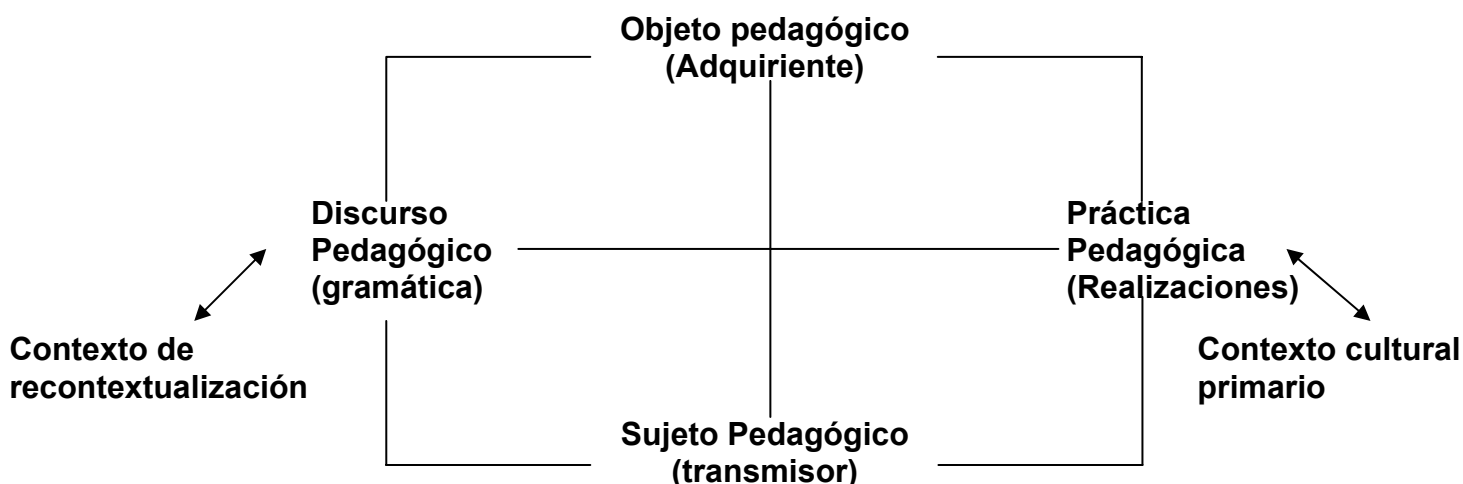 Objeto pedagógico
(Adquiriente)
Discurso
Pedagógico
(gramática)
Práctica
Pedagógica
(Realizaciones)
Contexto de
recontextualización
Contexto cultural
primario
Sujeto Pedagógico
(transmisor)